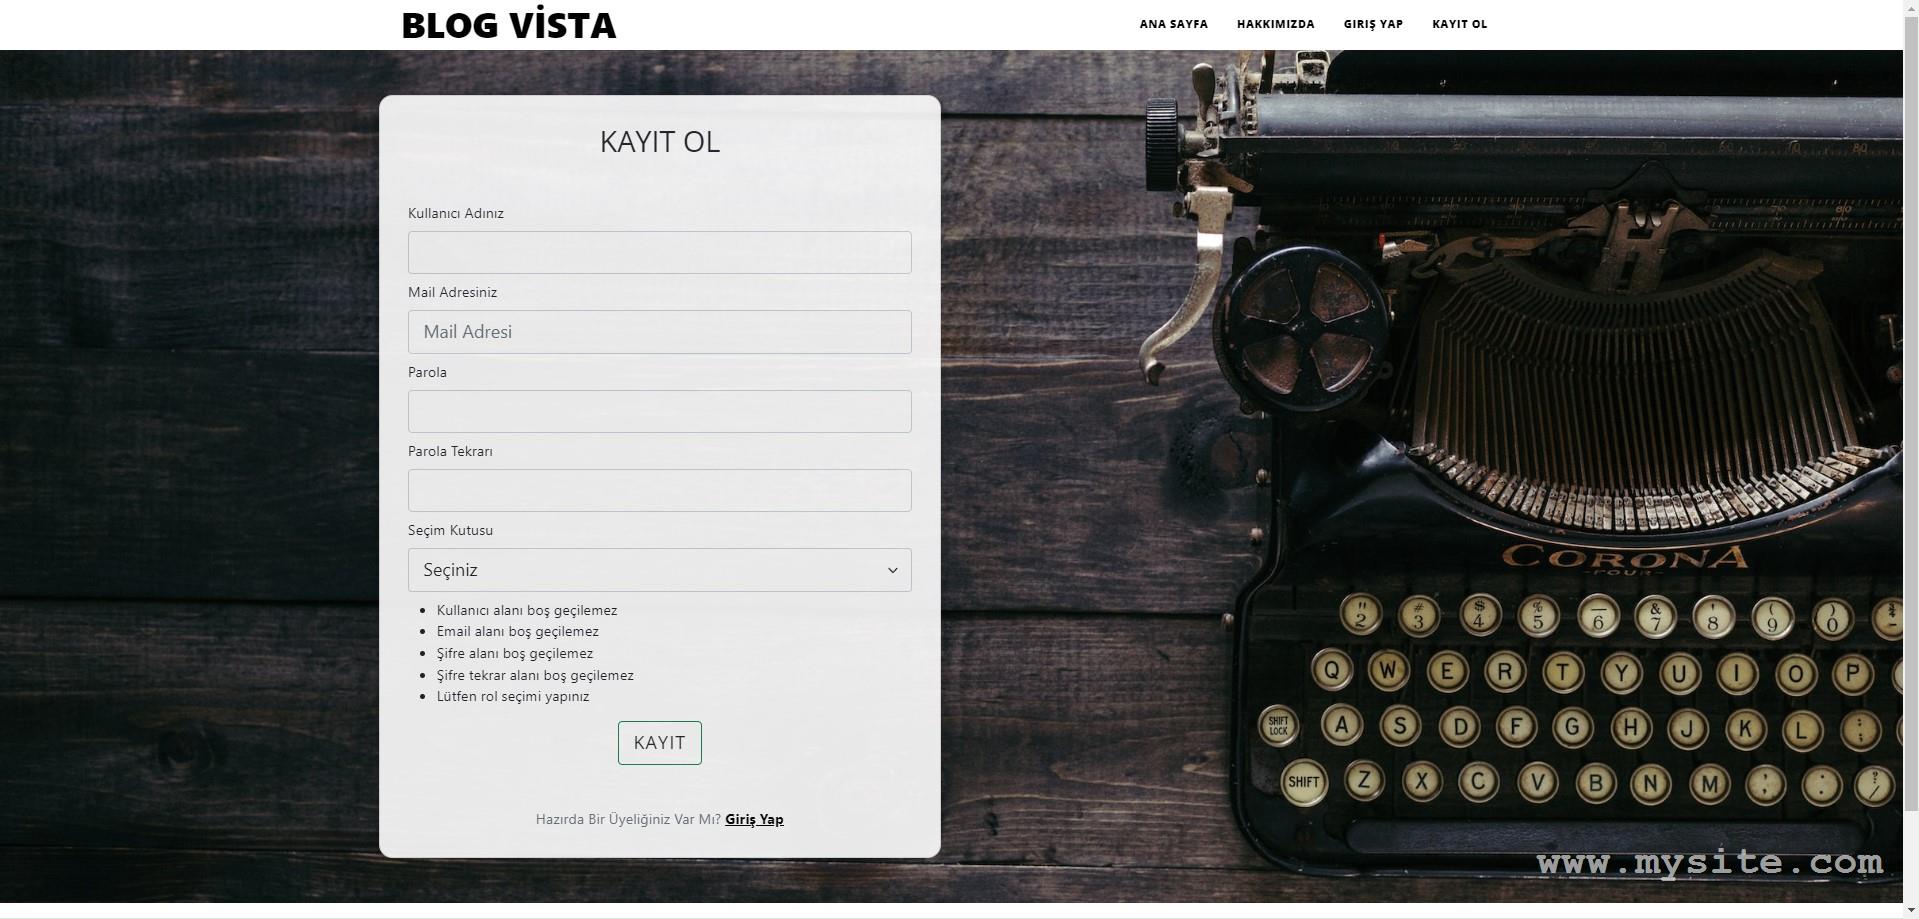 BLOG VİSTA
ANA SAYFA HAKKIMIZDA GIRIŞ YAP KAYIT OL
KAYIT OL
Kullanıcı Adınız
Mail Adresiniz
Mail Adresi
Parola
Parola Tekrarı
Seçim Kutusu
Seçiniz
Kullanıcı alanı boş geçilemez
Email alanı boş geçilemez
Şifre alanı boş geçilemez
Şifre tekrar alanı boş geçilemez
Lütfen rol seçimi yapınız
KAYIT
Hazırda Bir Üyeliğiniz Var Mı? Giriş Yap
CORONA
FOUR
" # $ % _ & ' ( )
2 3 4 5 6 7 8 9 0 -
Q W E R T Y U I O P
SHIFT LOCK A S D F G H J K L ;
SHIFT Z X C V B N M , . ? /
www.mysite.com